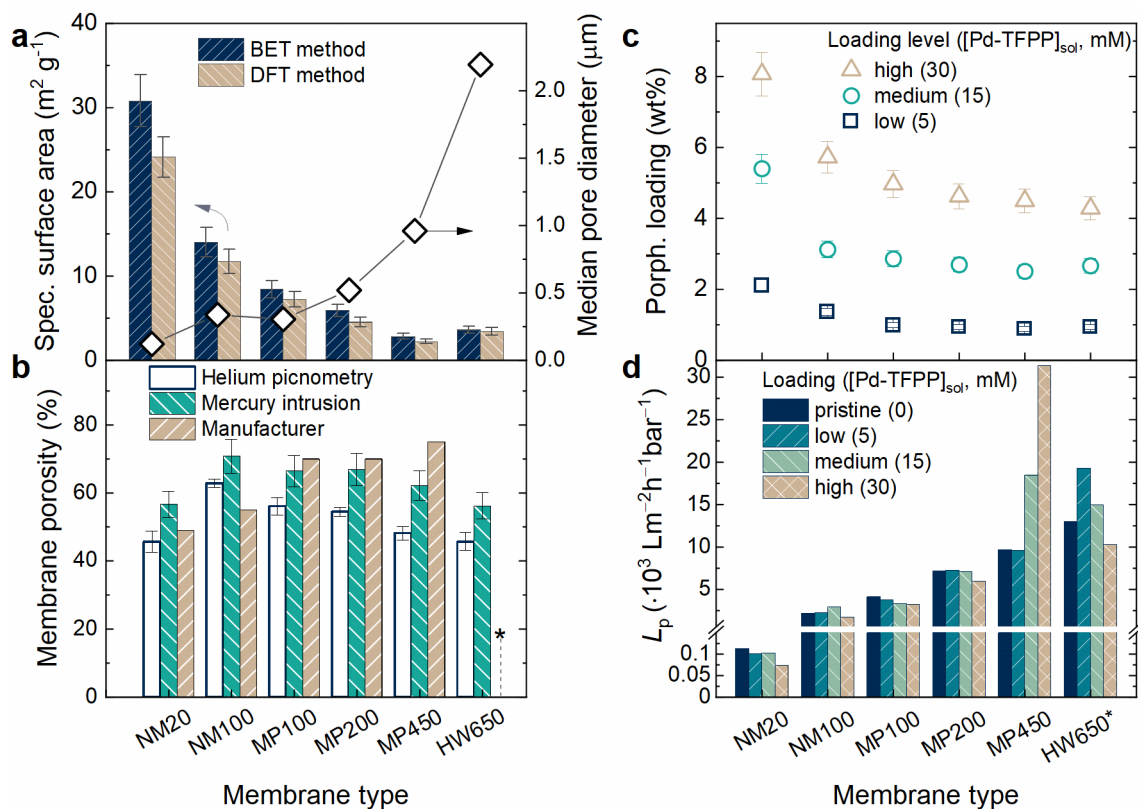 a
Spec. surface area (m² g⁻¹)
40
30
20
10
0
BET method
DFT method
2.0
1.5
1.0
0.5
0.0
Median pore diameter (μm)
b
Membrane porosity (%)
80
60
40
20
0
Helium picnometry
Mercury intrusion
Manufacturer
*
NM20
NM100
MP100
MP200
MP450
HW650
Membrane type
c
Porph. loading (wt%)
8
6
4
2
0
Loading level ([Pd-TFPP]sol, mM)
high (30)
medium (15)
low (5)
d
Lp (·10³ Lm⁻²h⁻¹bar⁻¹)
30
25
20
15
10
5
0.1
0.05
0
Loading ([Pd-TFPP]sol, mM)
pristine (0)
low (5)
medium (15)
high (30)
NM20
NM100
MP100
MP200
MP450
HW650*
Membrane type